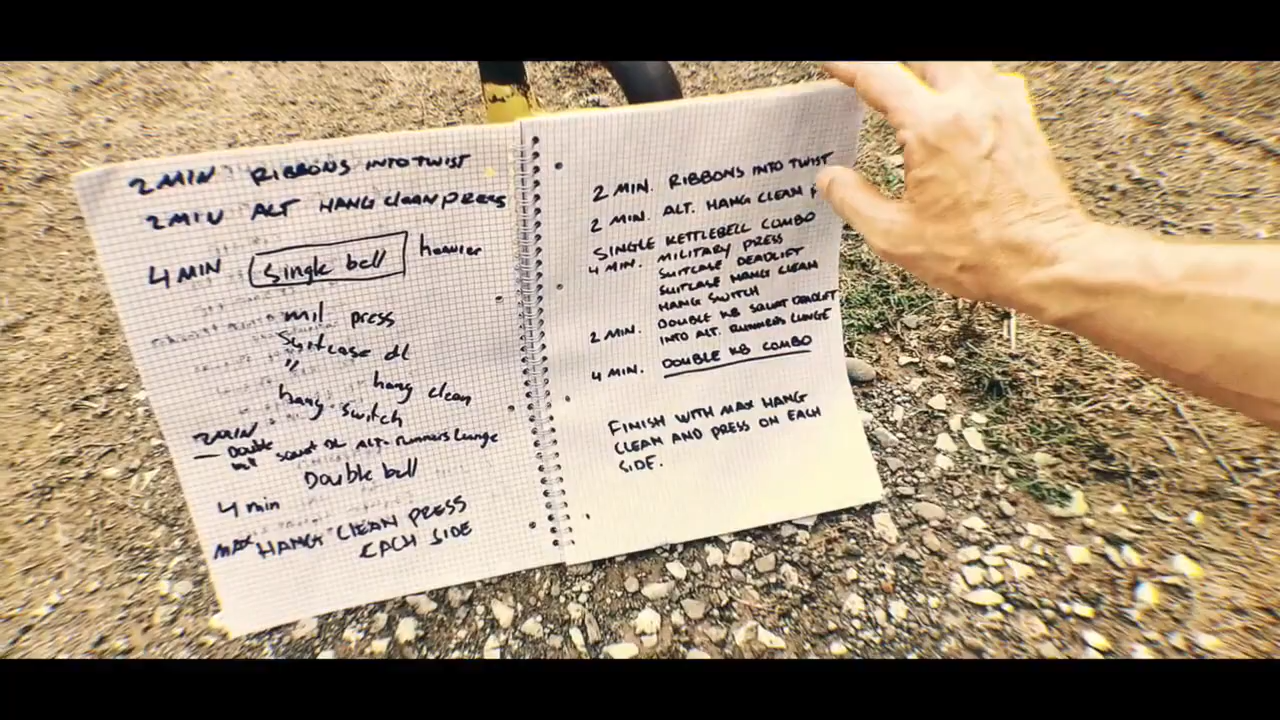 2 MIN RIBBONS INTO TWIST
2 MIN ALT HANG clean press
4 MIN single bell heavier
mil press
Suitcase dl
" hang clean
hang switch
2 MIN
— Double bell squat DL ALT. runners lunge
Double bell
4 min
MAX HANG CLEAN PRESS
EACH SIDE
2 MIN. RIBBONS INTO TWIST
2 MIN. ALT. HANG CLEAN
SINGLE KETTLEBELL COMBO
4 MIN. MILITARY PRESS
SUITCASE DEADLIFT
SUITCASE HANG CLEAN
HANG SWITCH
2 MIN. DOUBLE KB SQUAT DEADLIFT
INTO ALT. RUNNERS LUNGE
4 MIN. DOUBLE KB COMBO
FINISH WITH MAX HANG
CLEAN AND PRESS ON EACH
SIDE.